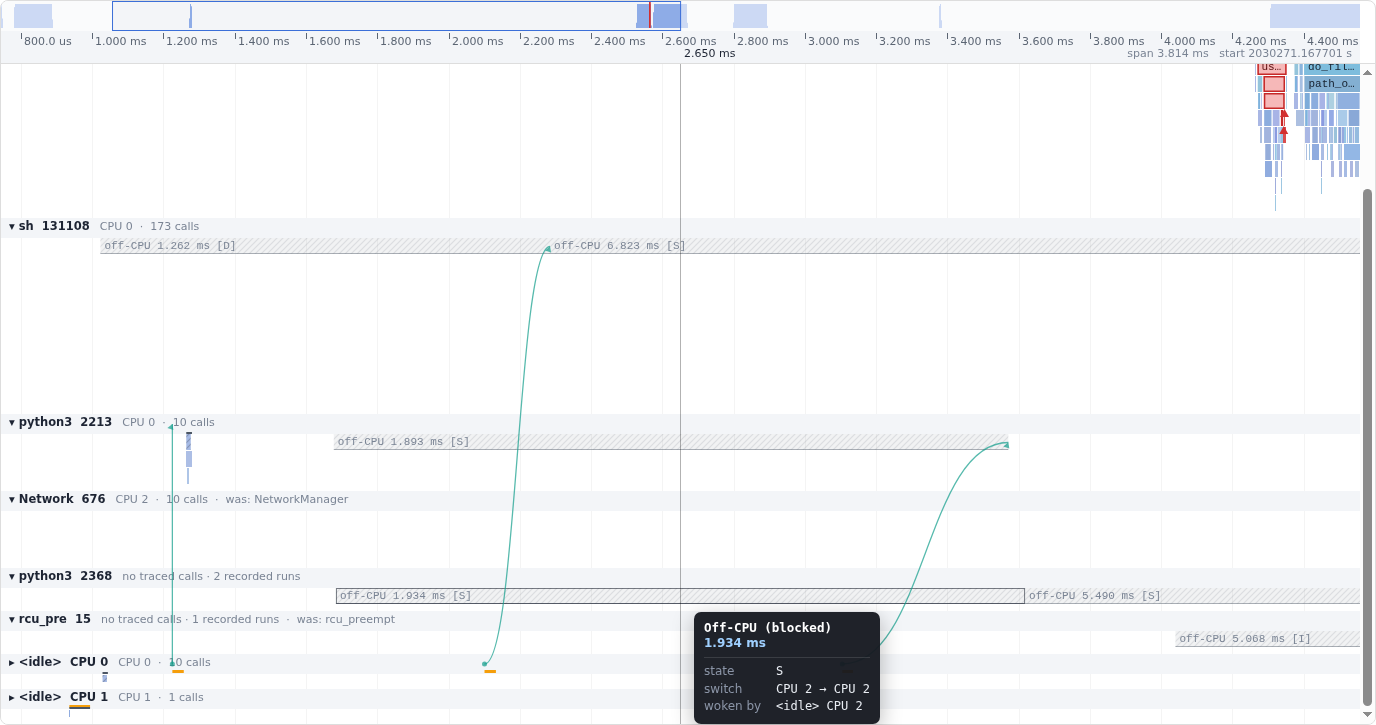 800.0 us 1.000 ms 1.200 ms 1.400 ms 1.600 ms 1.800 ms 2.000 ms 2.200 ms 2.400 ms 2.600 ms 2.800 ms 3.000 ms 3.200 ms 3.400 ms 3.600 ms 3.800 ms 4.000 ms 4.200 ms 4.400 ms
2.650 ms span 3.814 ms start 2030271.167701 s
us… do_fil…
path_o…
▾ sh 131108 CPU 0 · 173 calls
off-CPU 1.262 ms [D] off-CPU 6.823 ms [S]
▾ python3 2213 CPU 0 · 10 calls
off-CPU 1.893 ms [S]
▾ Network 676 CPU 2 · 10 calls · was: NetworkManager
▾ python3 2368 no traced calls · 2 recorded runs
off-CPU 1.934 ms [S] off-CPU 5.490 ms [S]
▾ rcu_pre 15 no traced calls · 1 recorded runs · was: rcu_preempt
off-CPU 5.068 ms [I]
▸ <idle> CPU 0 CPU 0 · 10 calls
▸ <idle> CPU 1 CPU 1 · 1 calls
Off-CPU (blocked)
1.934 ms
state S
switch CPU 2 → CPU 2
woken by <idle> CPU 2